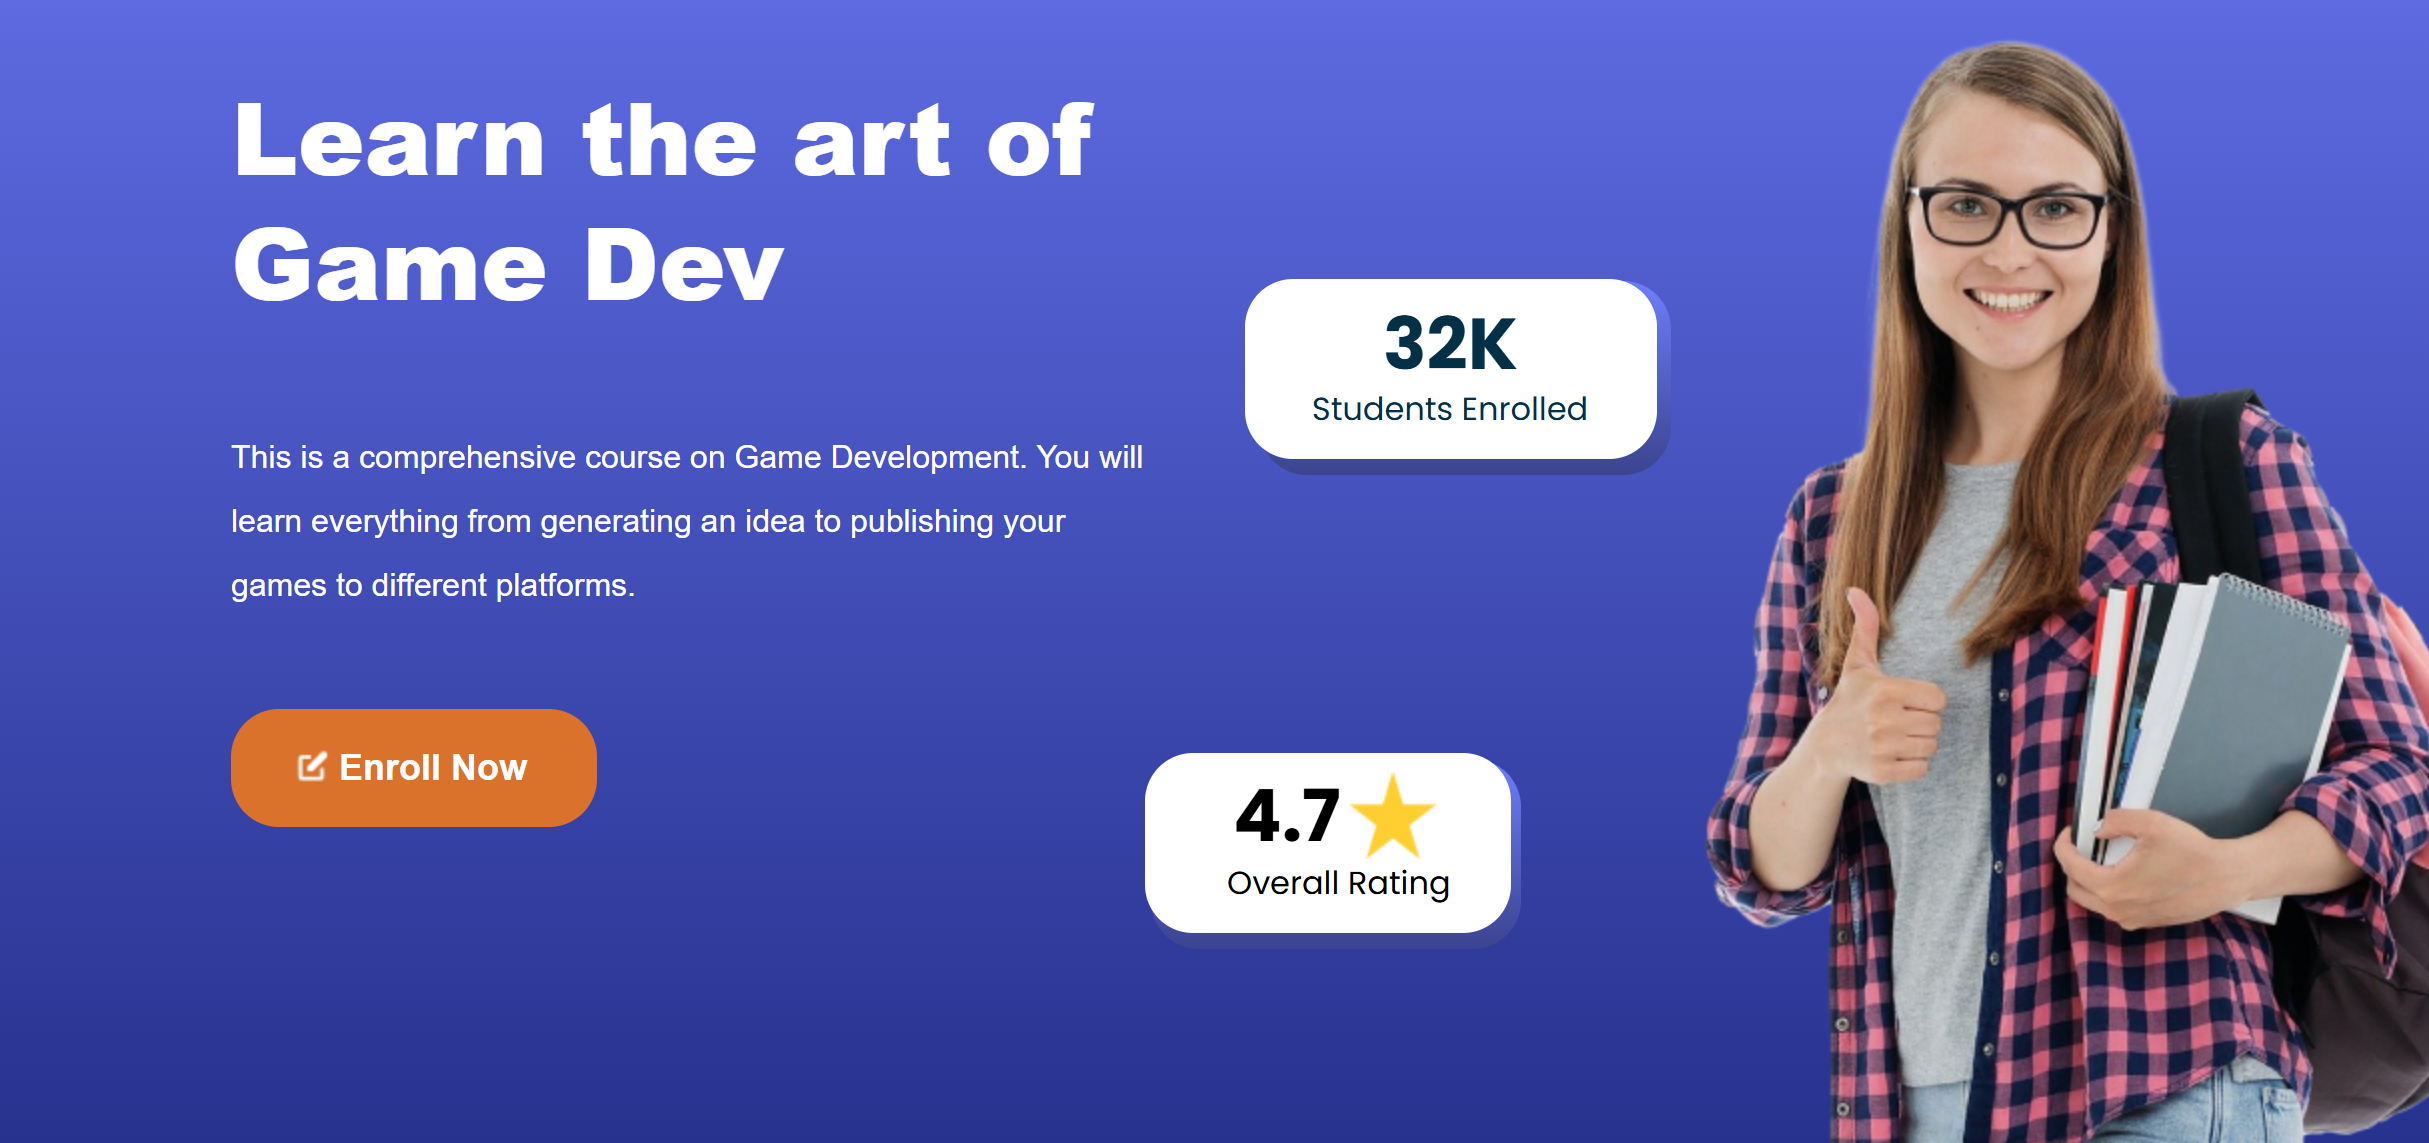 Learn the art of
Game Dev
This is a comprehensive course on Game Development. You will
learn everything from generating an idea to publishing your
games to different platforms.
Enroll Now
32K
Students Enrolled
4.7
Overall Rating